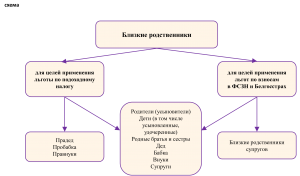 схема
Близкие родственники
для целей применения
льготы по подоходному
налогу
для целей применения
льгот по взносам
в ФСЗН и Белгосстрах
Родители (усыновители)
Дети (в том числе
усыновленные,
удочеренные)
Родные братья и сестры
Дед
Бабка
Внуки
Супруги
Прадед
Прабабка
Правнуки
Близкие родственники
супругов